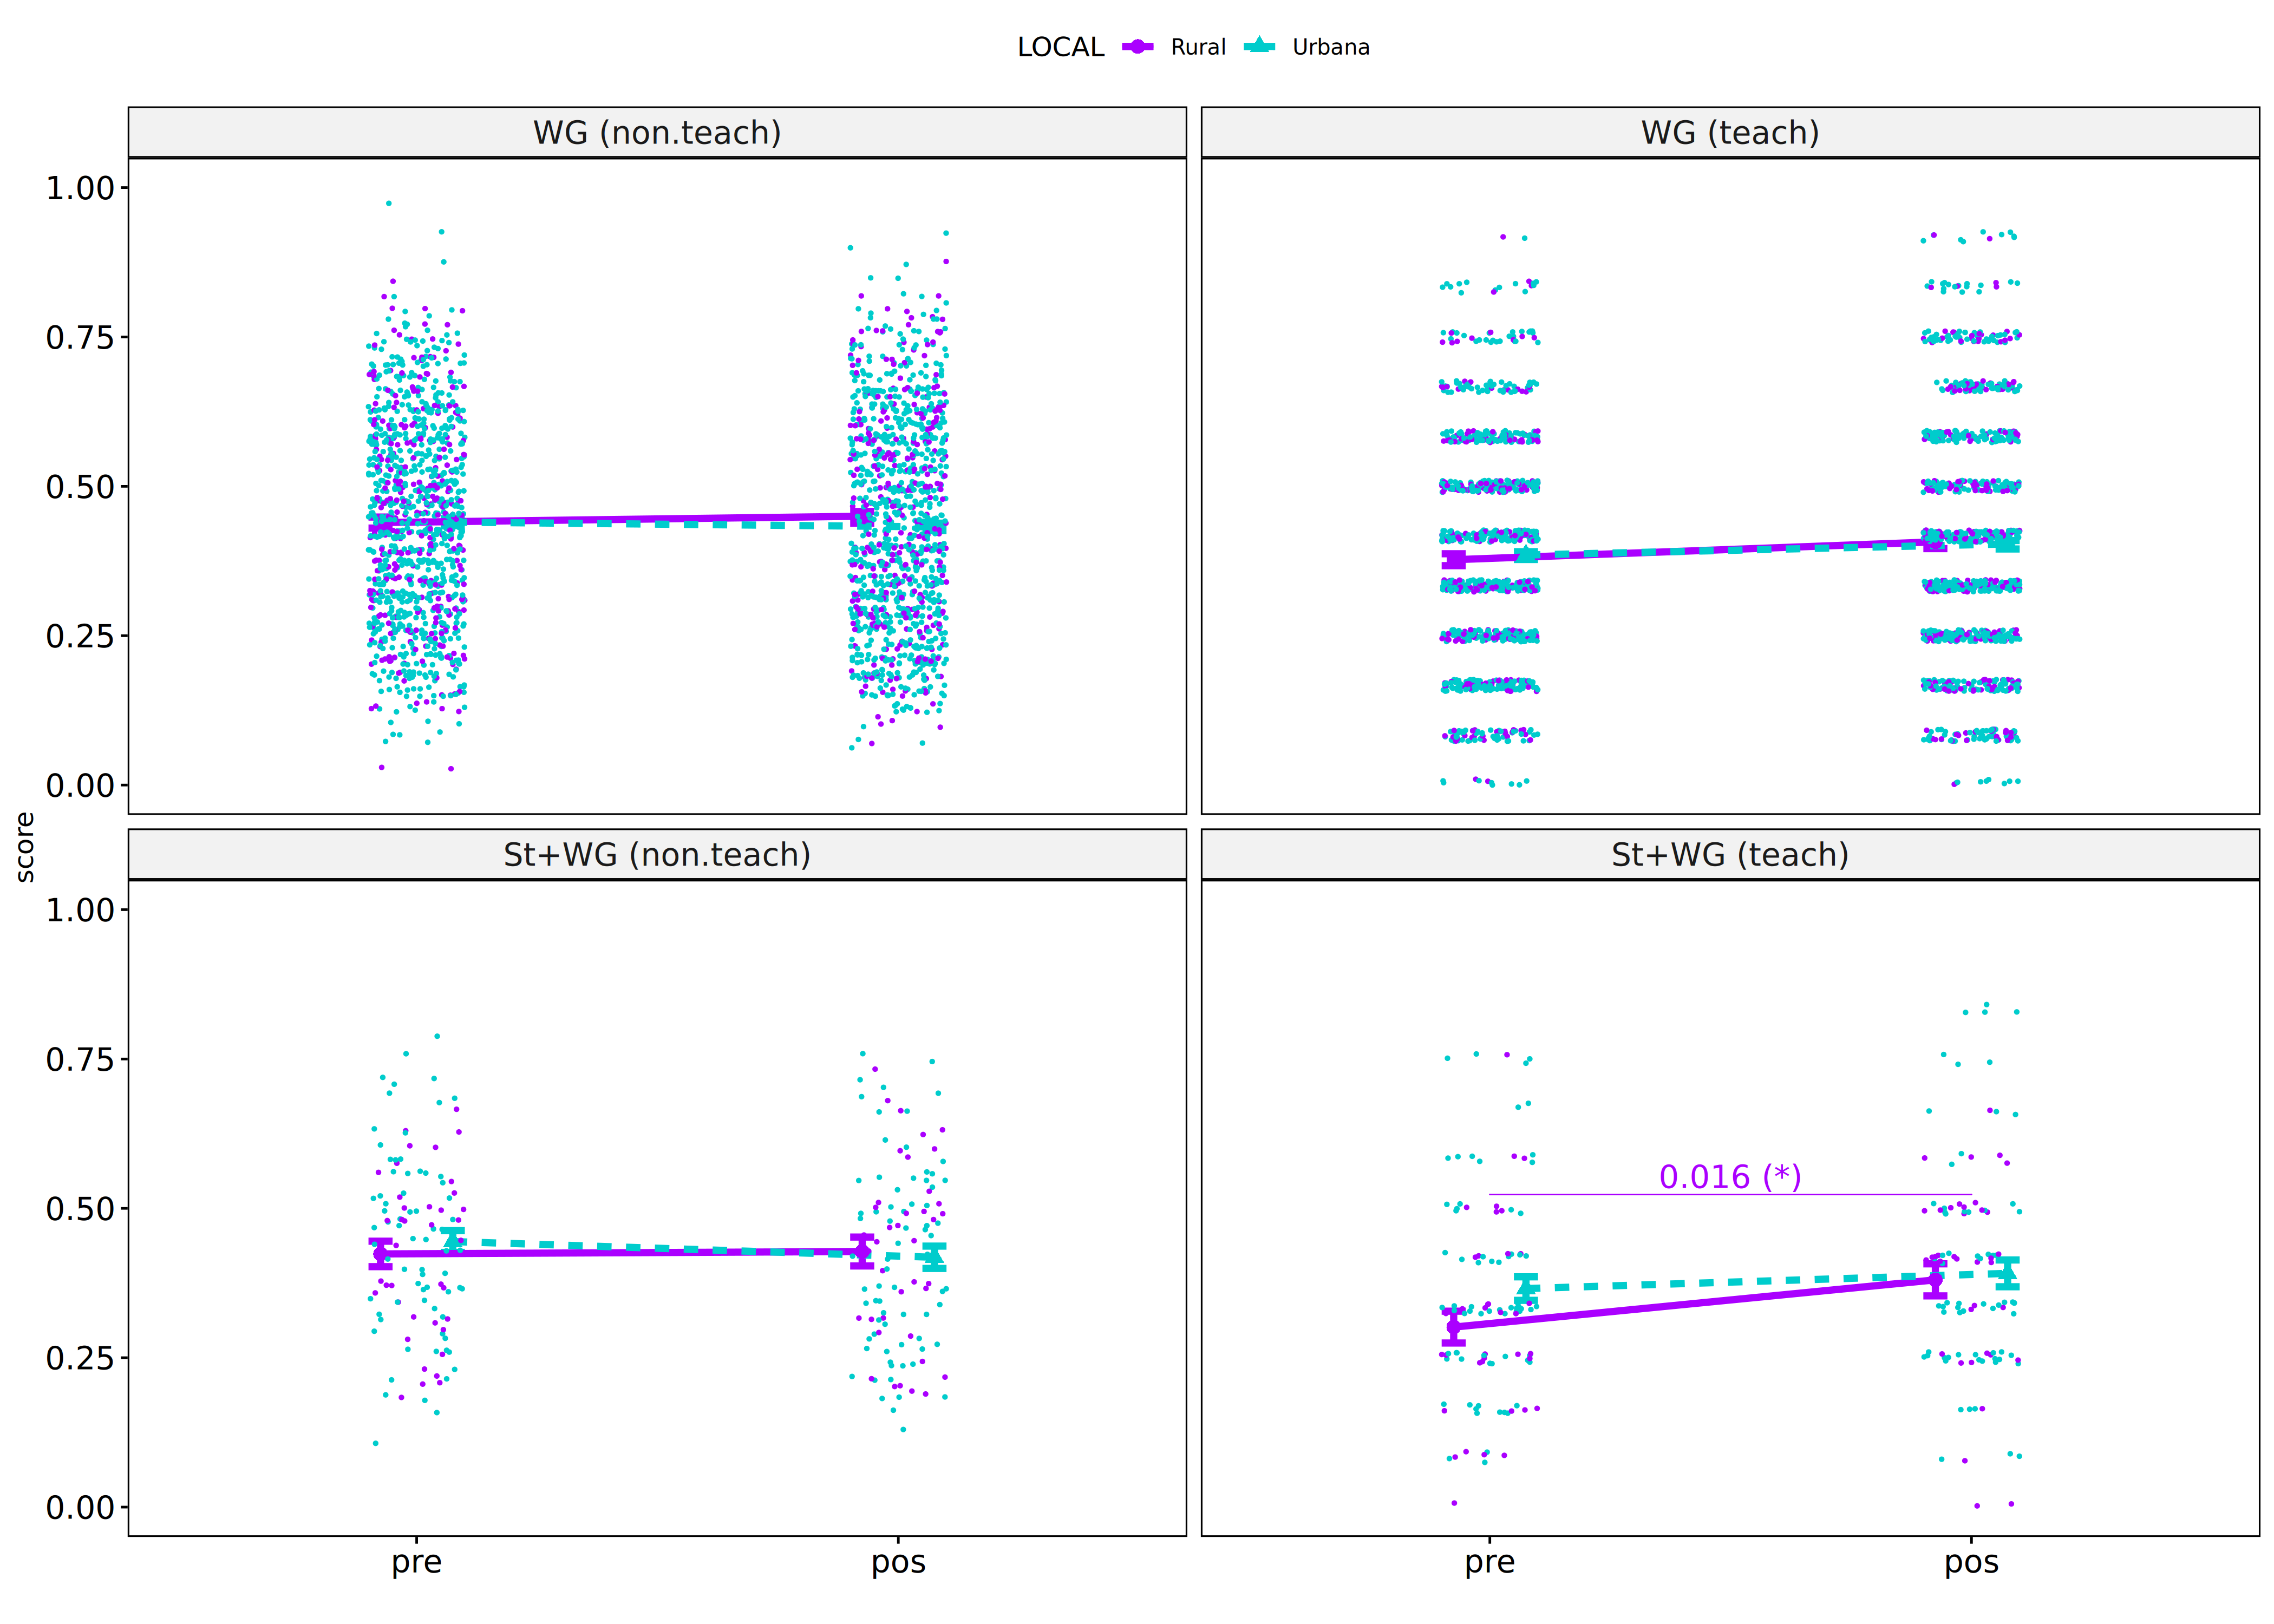 LOCAL Rural Urbana
WG (non.teach)
WG (teach)
1.00
0.75
0.50
0.25
0.00
score
St+WG (non.teach)
St+WG (teach)
1.00
0.75
0.50
0.25
0.00
0.016 (*)
pre pos
pre pos